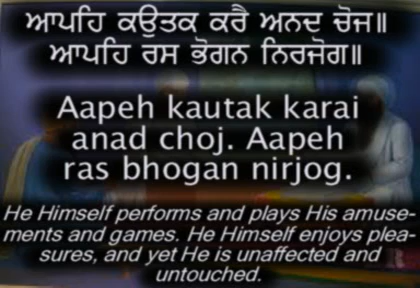 ਆਪਹਿ ਕਉਤਕ ਕਰੈ ਅਨਦ ਚੋਜ॥
ਆਪਹਿ ਰਸ ਭੋਗਨ ਨਿਰਜੋਗ॥
Aapeh kautak karai
anad choj. Aapeh
ras bhogan nirjog.
He Himself performs and plays His amuse-
ments and games. He Himself enjoys plea-
sures, and yet He is unaffected and
untouched.